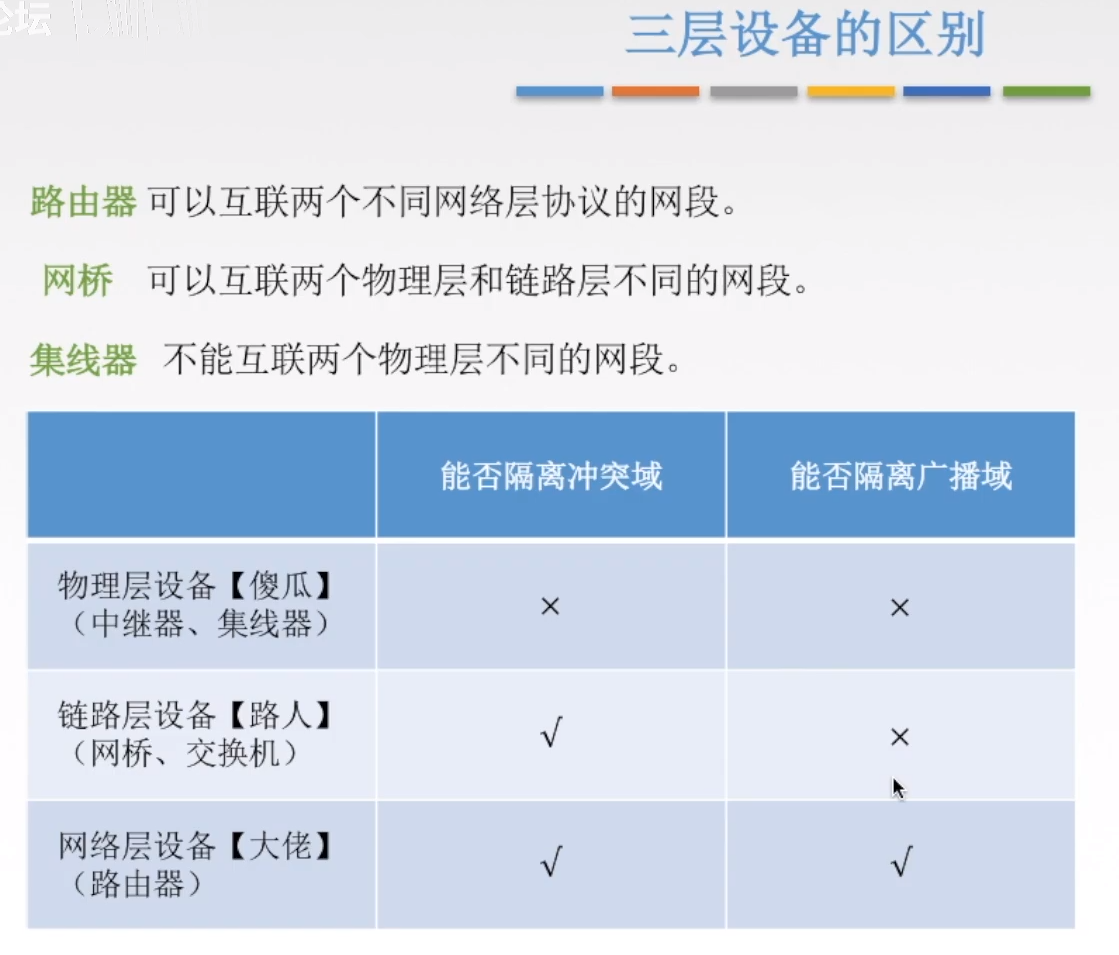 论坛
三层设备的区别
路由器 可以互联两个不同网络层协议的网段。
网桥 可以互联两个物理层和链路层不同的网段。
集线器 不能互联两个物理层不同的网段。
能否隔离冲突域 能否隔离广播域
物理层设备【傻瓜】
（中继器、集线器） × ×
链路层设备【路人】
（网桥、交换机） √ ×
网络层设备【大佬】
（路由器） √ √